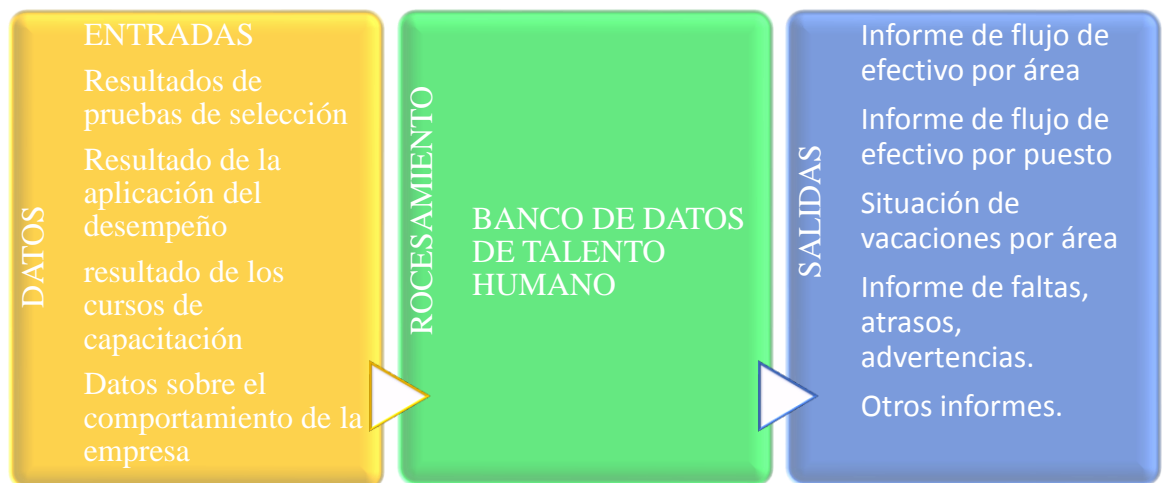 DATOS
ENTRADAS
Resultados de
pruebas de selección
Resultado de la
aplicación del
desempeño
resultado de los
cursos de
capacitación
Datos sobre el
comportamiento de la
empresa
ROCESAMIENTO
BANCO DE DATOS
DE TALENTO
HUMANO
SALIDAS
Informe de flujo de
efectivo por área
Informe de flujo de
efectivo por puesto
Situación de
vacaciones por área
Informe de faltas,
atrasos,
advertencias.
Otros informes.